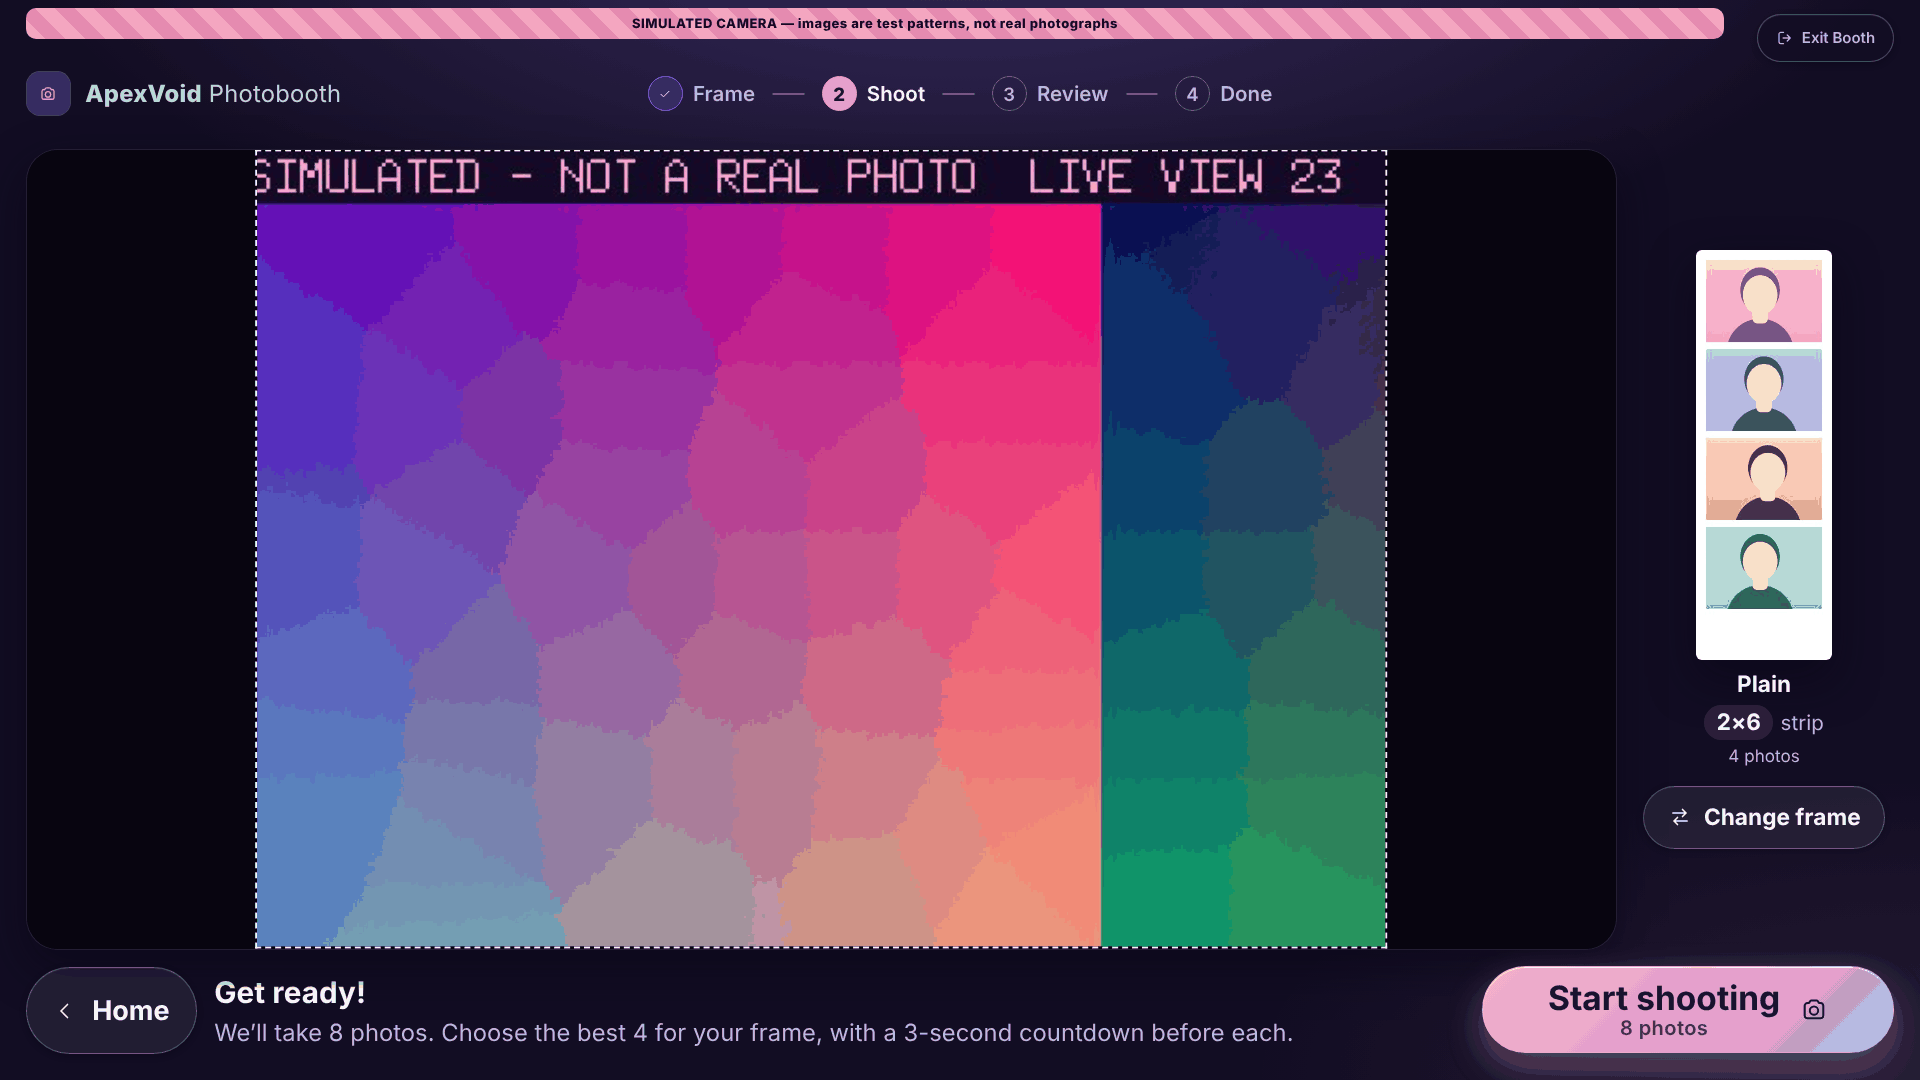 SIMULATED CAMERA — images are test patterns, not real photographs
Exit Booth
ApexVoid Photobooth
Frame
2 Shoot
3 Review
4 Done
SIMULATED - NOT A REAL PHOTO LIVE VIEW 23
Plain
2×6 strip
4 photos
Change frame
Home
Get ready!
We’ll take 8 photos. Choose the best 4 for your frame, with a 3-second countdown before each.
Start shooting
8 photos